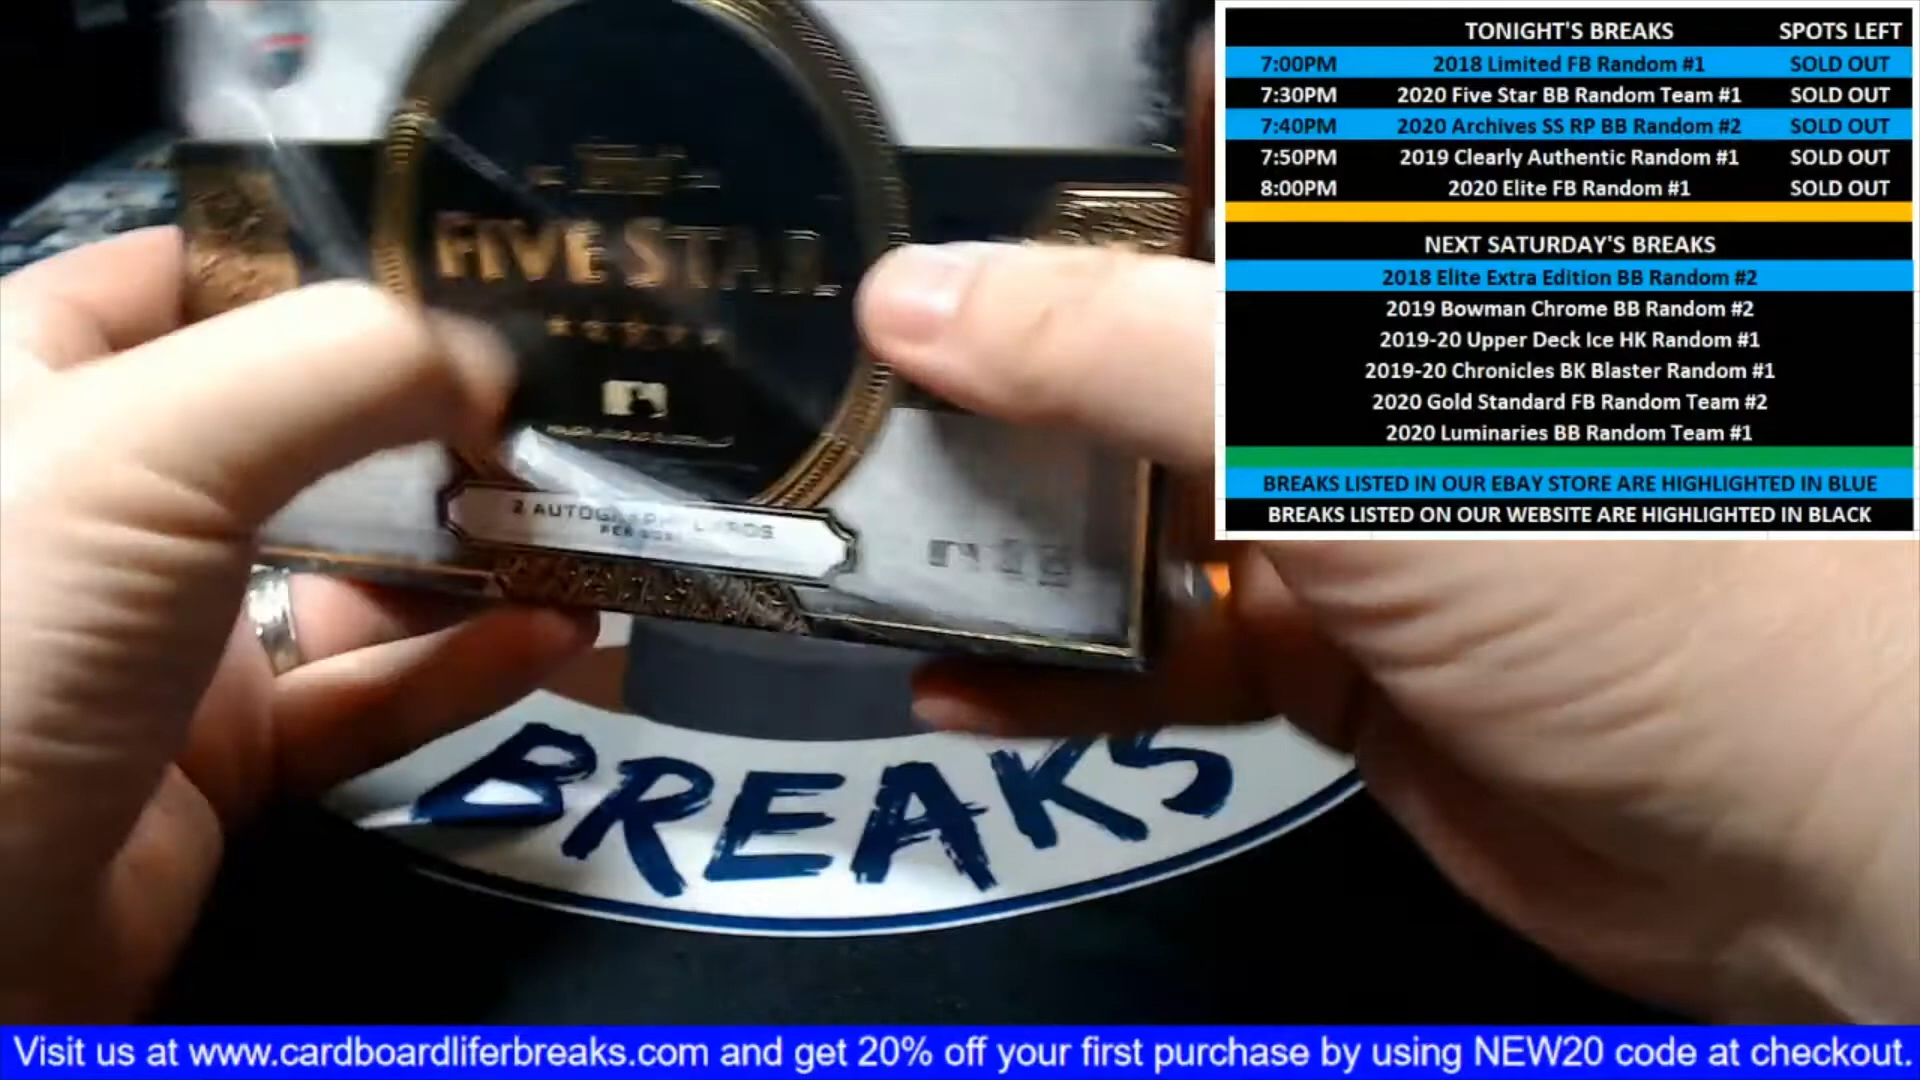 TONIGHT'S BREAKS SPOTS LEFT
7:00PM 2018 Limited FB Random #1 SOLD OUT
7:30PM 2020 Five Star BB Random Team #1 SOLD OUT
7:40PM 2020 Archives SS RP BB Random #2 SOLD OUT
7:50PM 2019 Clearly Authentic Random #1 SOLD OUT
8:00PM 2020 Elite FB Random #1 SOLD OUT
NEXT SATURDAY'S BREAKS
2018 Elite Extra Edition BB Random #2
2019 Bowman Chrome BB Random #2
2019-20 Upper Deck Ice HK Random #1
2019-20 Chronicles BK Blaster Random #1
2020 Gold Standard FB Random Team #2
2020 Luminaries BB Random Team #1
BREAKS LISTED IN OUR EBAY STORE ARE HIGHLIGHTED IN BLUE
BREAKS LISTED ON OUR WEBSITE ARE HIGHLIGHTED IN BLACK
FIVE STAR
2 AUTOGRAPH CARDS
PER BOX
BREAKS
Visit us at www.cardboardliferbreaks.com and get 20% off your first purchase by using NEW20 code at checkout.